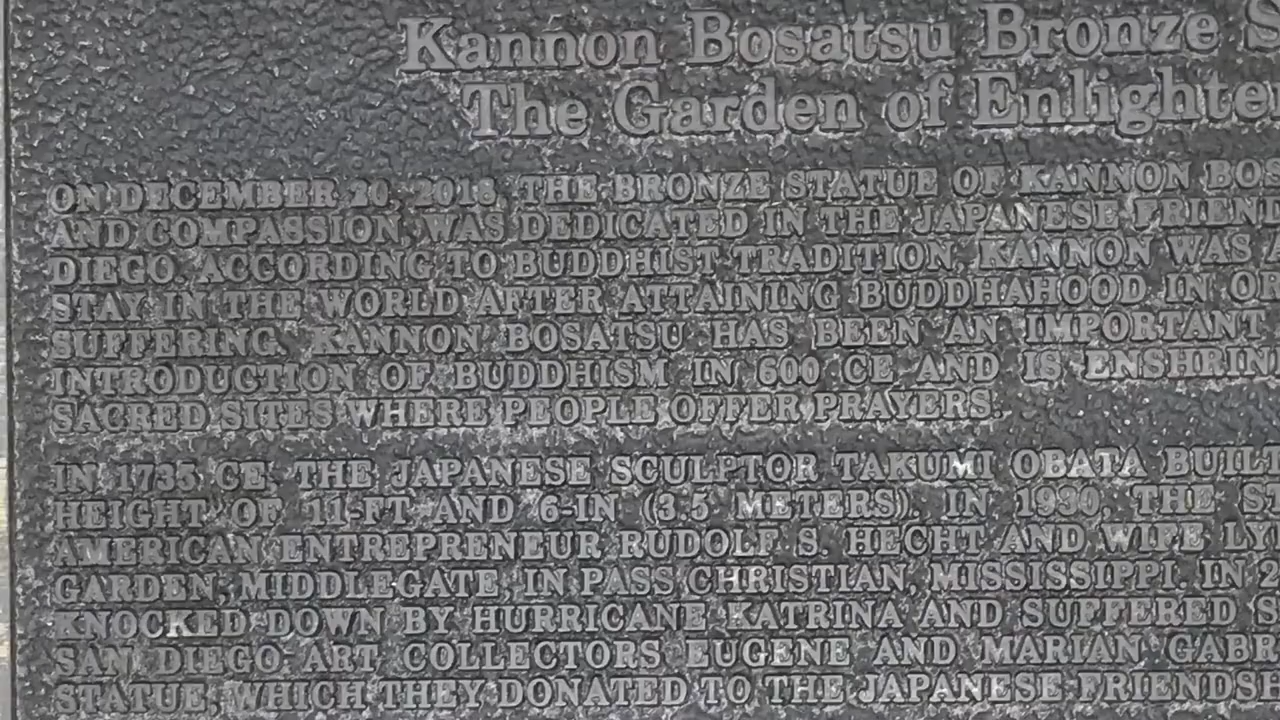 Kannon Bosatsu Bronze S
The Garden of Enlighte
ON DECEMBER 20, 2018, THE BRONZE STATUE OF KANNON BOS
AND COMPASSION, WAS DEDICATED IN THE JAPANESE FRIEND
DIEGO. ACCORDING TO BUDDHIST TRADITION, KANNON WAS A
STAY IN THE WORLD AFTER ATTAINING BUDDHAHOOD IN OR
SUFFERING. KANNON BOSATSU HAS BEEN AN IMPORTANT
INTRODUCTION OF BUDDHISM IN 600 CE AND IS ENSHRIN
SACRED SITES WHERE PEOPLE OFFER PRAYERS.
IN 1735 CE, THE JAPANESE SCULPTOR TAKUMI OBATA BUILT
HEIGHT OF 11-FT AND 6-IN (3.5 METERS). IN 1930, THE ST
AMERICAN ENTREPRENEUR RUDOLF S. HECHT AND WIFE LY
GARDEN, MIDDLEGATE, IN PASS CHRISTIAN, MISSISSIPPI. IN 2
KNOCKED DOWN BY HURRICANE KATRINA AND SUFFERED S
SAN DIEGO ART COLLECTORS EUGENE AND MARIAN GABR
STATUE, WHICH THEY DONATED TO THE JAPANESE FRIENDSH